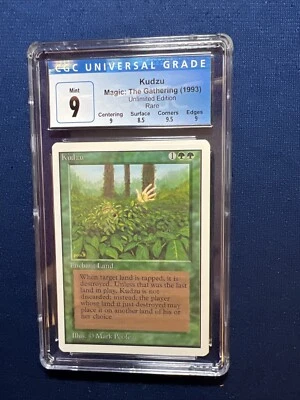 CGC UNIVERSAL GRADE
Mint
9
Kudzu
Magic: The Gathering (1993)
Unlimited Edition
Rare
Centering Surface Corners Edges
9 8.5 9.5 9
Kudzu 1
Enchant Land
When target land is tapped, it is
destroyed. Unless that was the last
land in play, Kudzu is not
discarded; instead, the player
whose land it just destroyed may
place it on another land of his or
her choice.
Illus. © Mark Poole